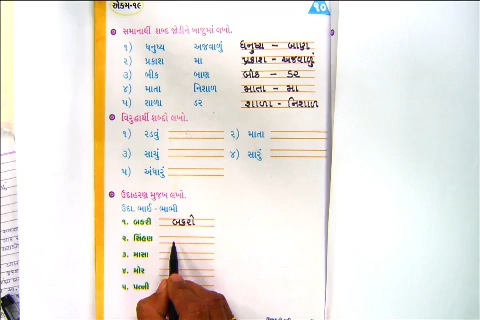 એકમ-૧૯
૧૦
સમાનાર્થી શબ્દ જોડીને બાજુમાં લખો.
૧) ધનુષ્ય અજવાળું ધનુષ્ય - બાણ
૨) પ્રકાશ મા પ્રકાશ - અજવાળું
૩) બીક બાણ બીક - ડર
૪) માતા નિશાળ માતા - મા
૫) શાળા ડર શાળા - નિશાળ
વિરુદ્ધાર્થી શબ્દો લખો.
૧) રડવું ૨) માતા
૩) સાચું ૪) સારું
૫) અંધારું
ઉદાહરણ મુજબ લખો.
ઉદા. ભાઈ - ભાભી
૧. બકરી બકરો
૨. સિંહણ
૩. માસા
૪. મોર
૫. પત્ની